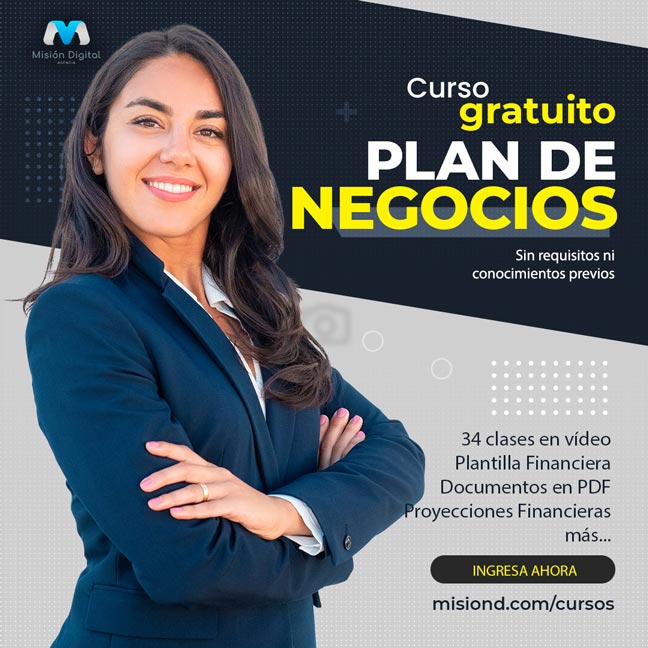 Misión Digital
AGENCIA
Curso
gratuito
PLAN DE
NEGOCIOS
Sin requisitos ni
conocimientos previos
34 clases en vídeo
Plantilla Financiera
Documentos en PDF
Proyecciones Financieras
más...
INGRESA AHORA
misiond.com/cursos